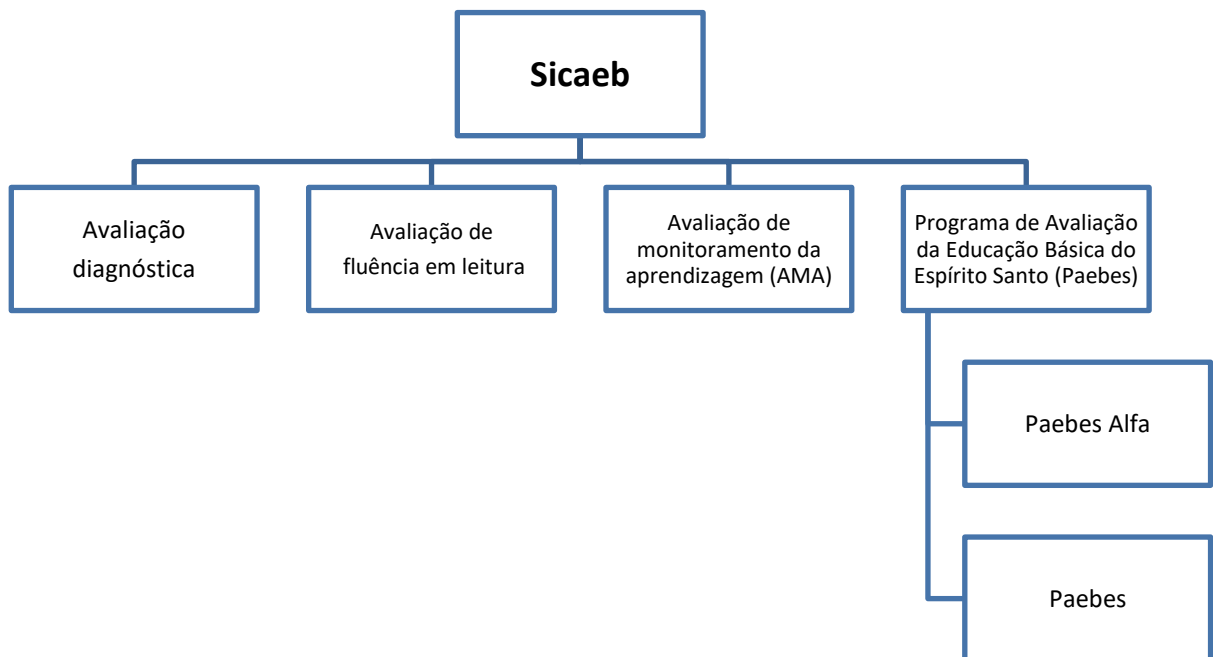 Sicaeb
Avaliação
diagnóstica
Avaliação de
fluência em leitura
Avaliação de
monitoramento da
aprendizagem (AMA)
Programa de Avaliação
da Educação Básica do
Espírito Santo (Paebes)
Paebes Alfa
Paebes